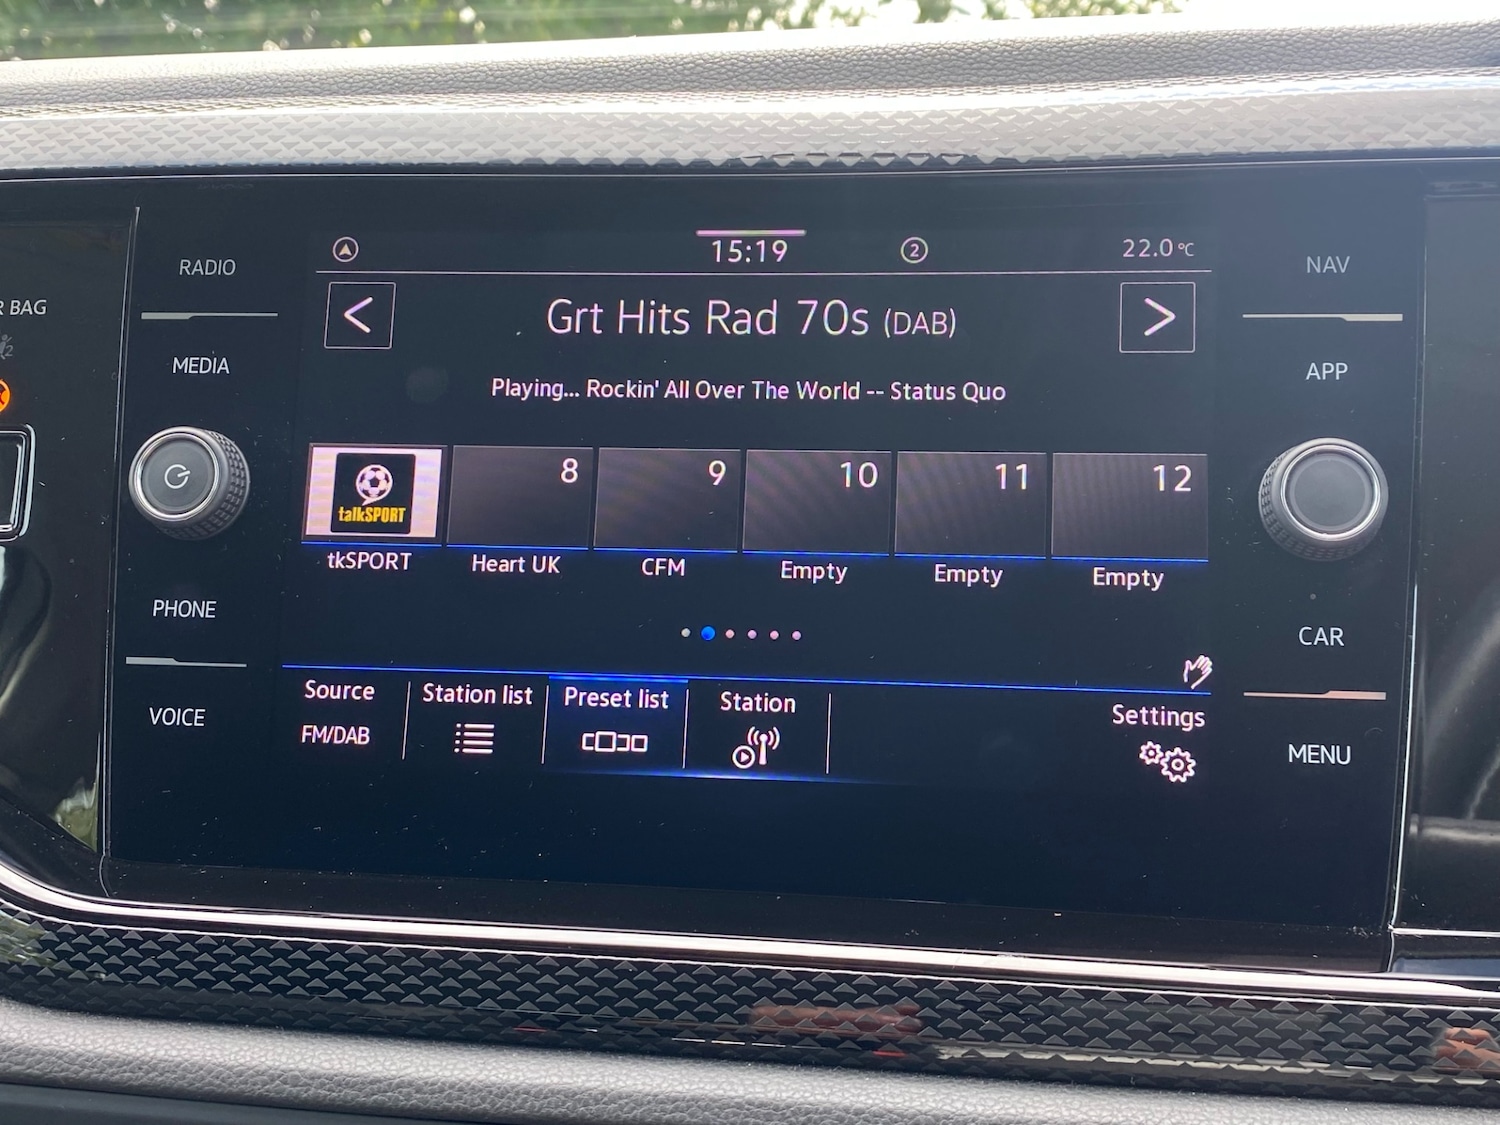 RADIO
MEDIA
PHONE
VOICE
R BAG
15:19
2
22.0 °C
Grt Hits Rad 70s (DAB)
Playing... Rockin' All Over The World -- Status Quo
talkSPORT
8
9
10
11
12
tkSPORT
Heart UK
CFM
Empty
Empty
Empty
Source
FM/DAB
Station list
Preset list
Station
Settings
NAV
APP
CAR
MENU